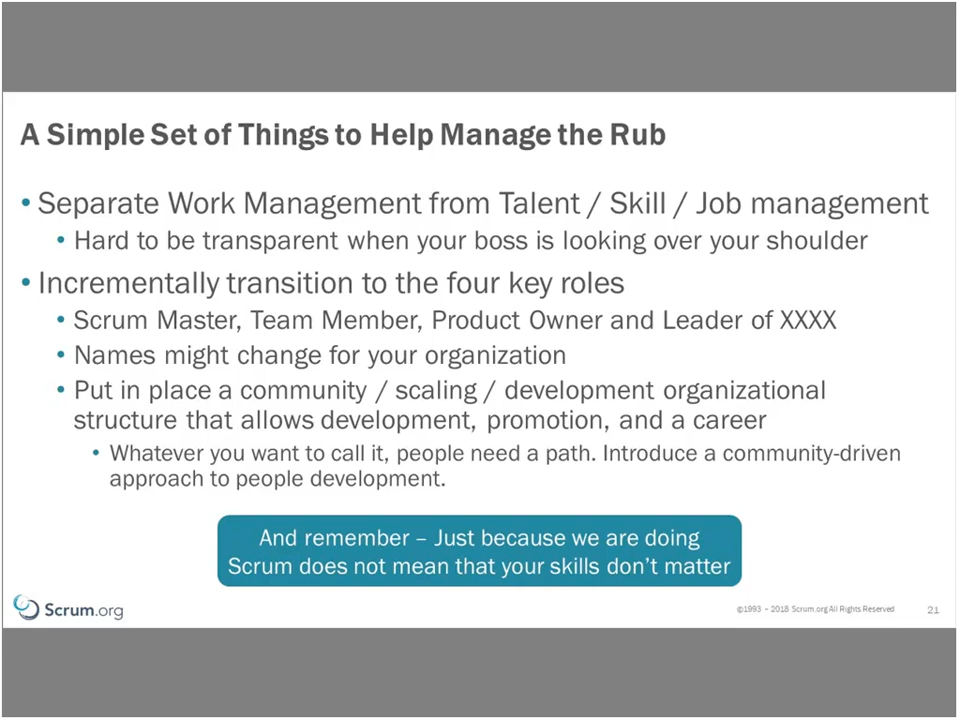 A Simple Set of Things to Help Manage the Rub
• Separate Work Management from Talent / Skill / Job management
• Hard to be transparent when your boss is looking over your shoulder
• Incrementally transition to the four key roles
• Scrum Master, Team Member, Product Owner and Leader of XXXX
• Names might change for your organization
• Put in place a community / scaling / development organizational
structure that allows development, promotion, and a career
• Whatever you want to call it, people need a path. Introduce a community-driven
approach to people development.
And remember – Just because we are doing
Scrum does not mean that your skills don't matter
Scrum.org
©1993 – 2018 Scrum.org All Rights Reserved
21